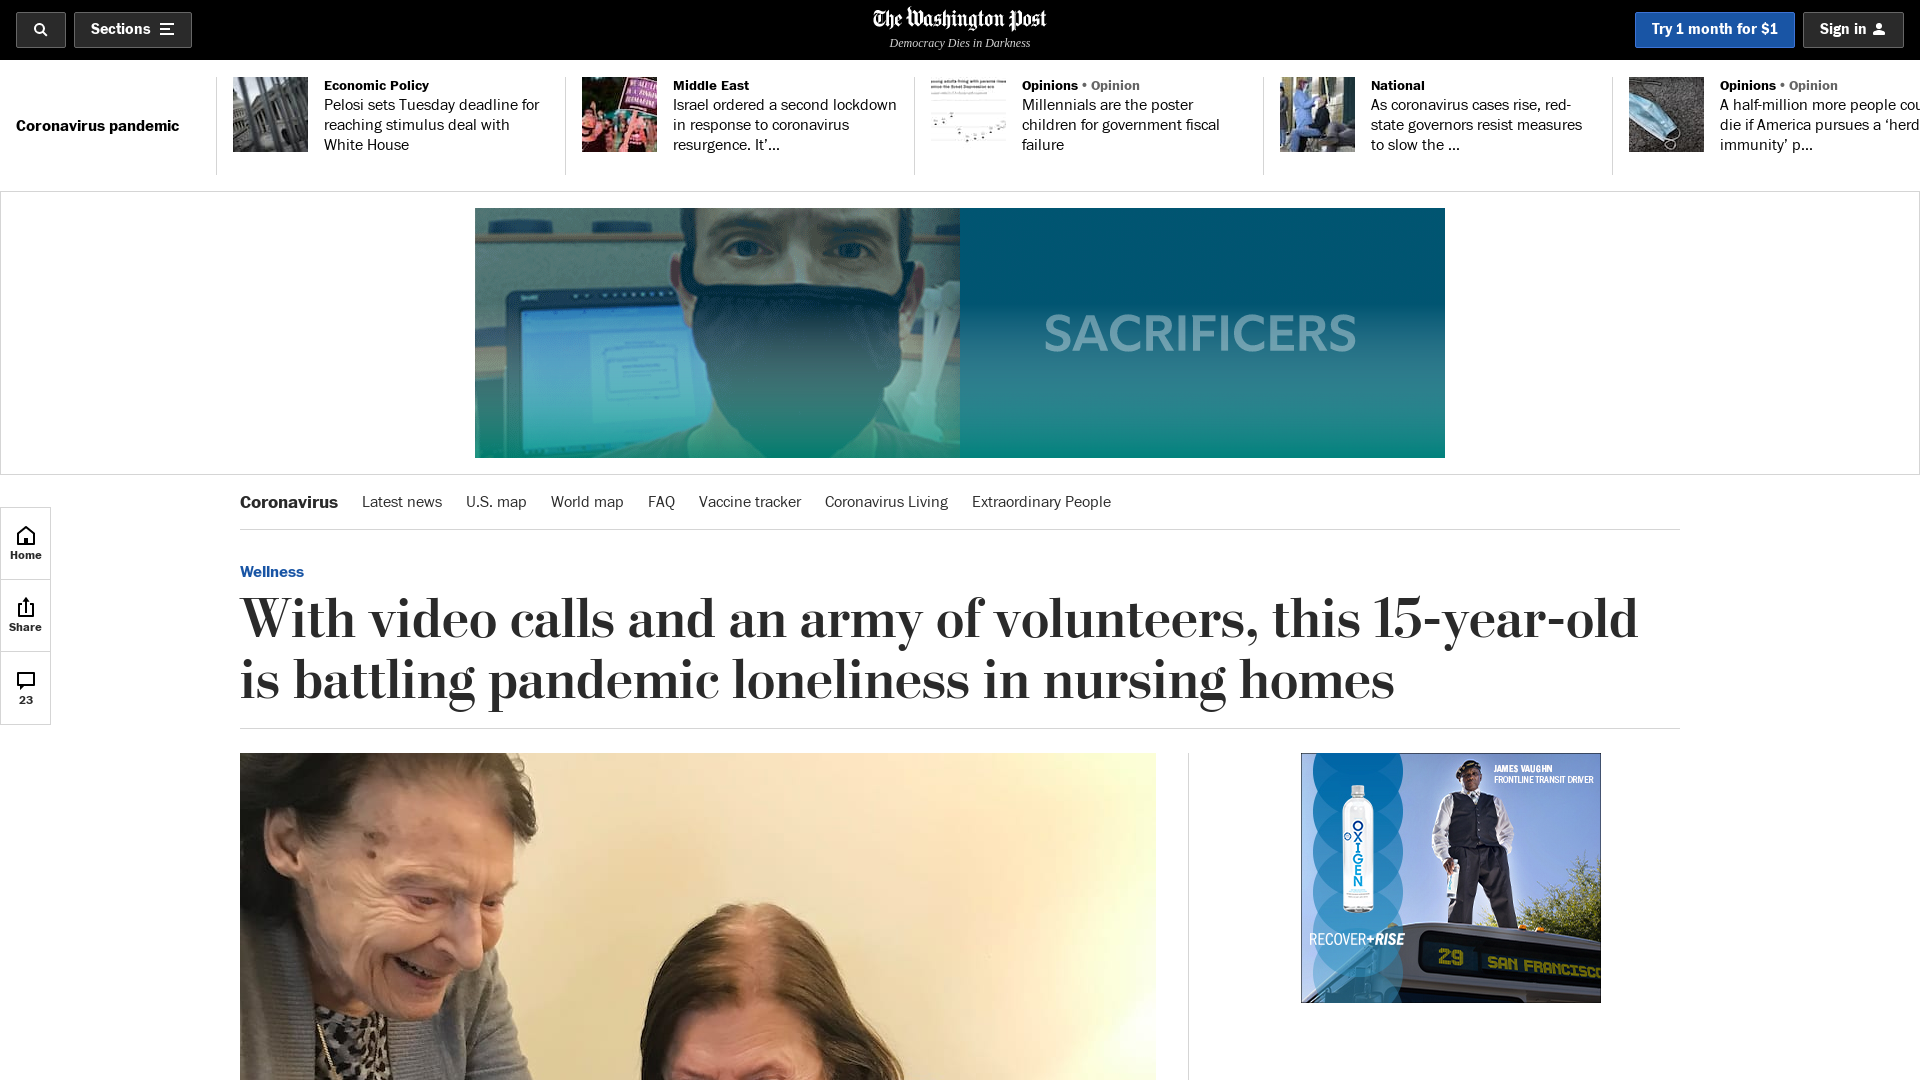 Sections
The Washington Post
Democracy Dies in Darkness
Try 1 month for $1
Sign in
Coronavirus pandemic
Economic Policy
Pelosi sets Tuesday deadline for
reaching stimulus deal with
White House
Middle East
Israel ordered a second lockdown
in response to coronavirus
resurgence. It’...
Opinions • Opinion
Millennials are the poster
children for government fiscal
failure
National
As coronavirus cases rise, red-
state governors resist measures
to slow the ...
Opinions • Opinion
A half-million more people cou
die if America pursues a ‘herd
immunity’ p...
SACRIFICERS
Coronavirus
Latest news
U.S. map
World map
FAQ
Vaccine tracker
Coronavirus Living
Extraordinary People
Home
Share
23
Wellness
With video calls and an army of volunteers, this 15-year-old
is battling pandemic loneliness in nursing homes
JAMES VAUGHN
FRONTLINE TRANSIT DRIVER
OXIGEN
RECOVER+RISE
29 SAN FRANCISCO